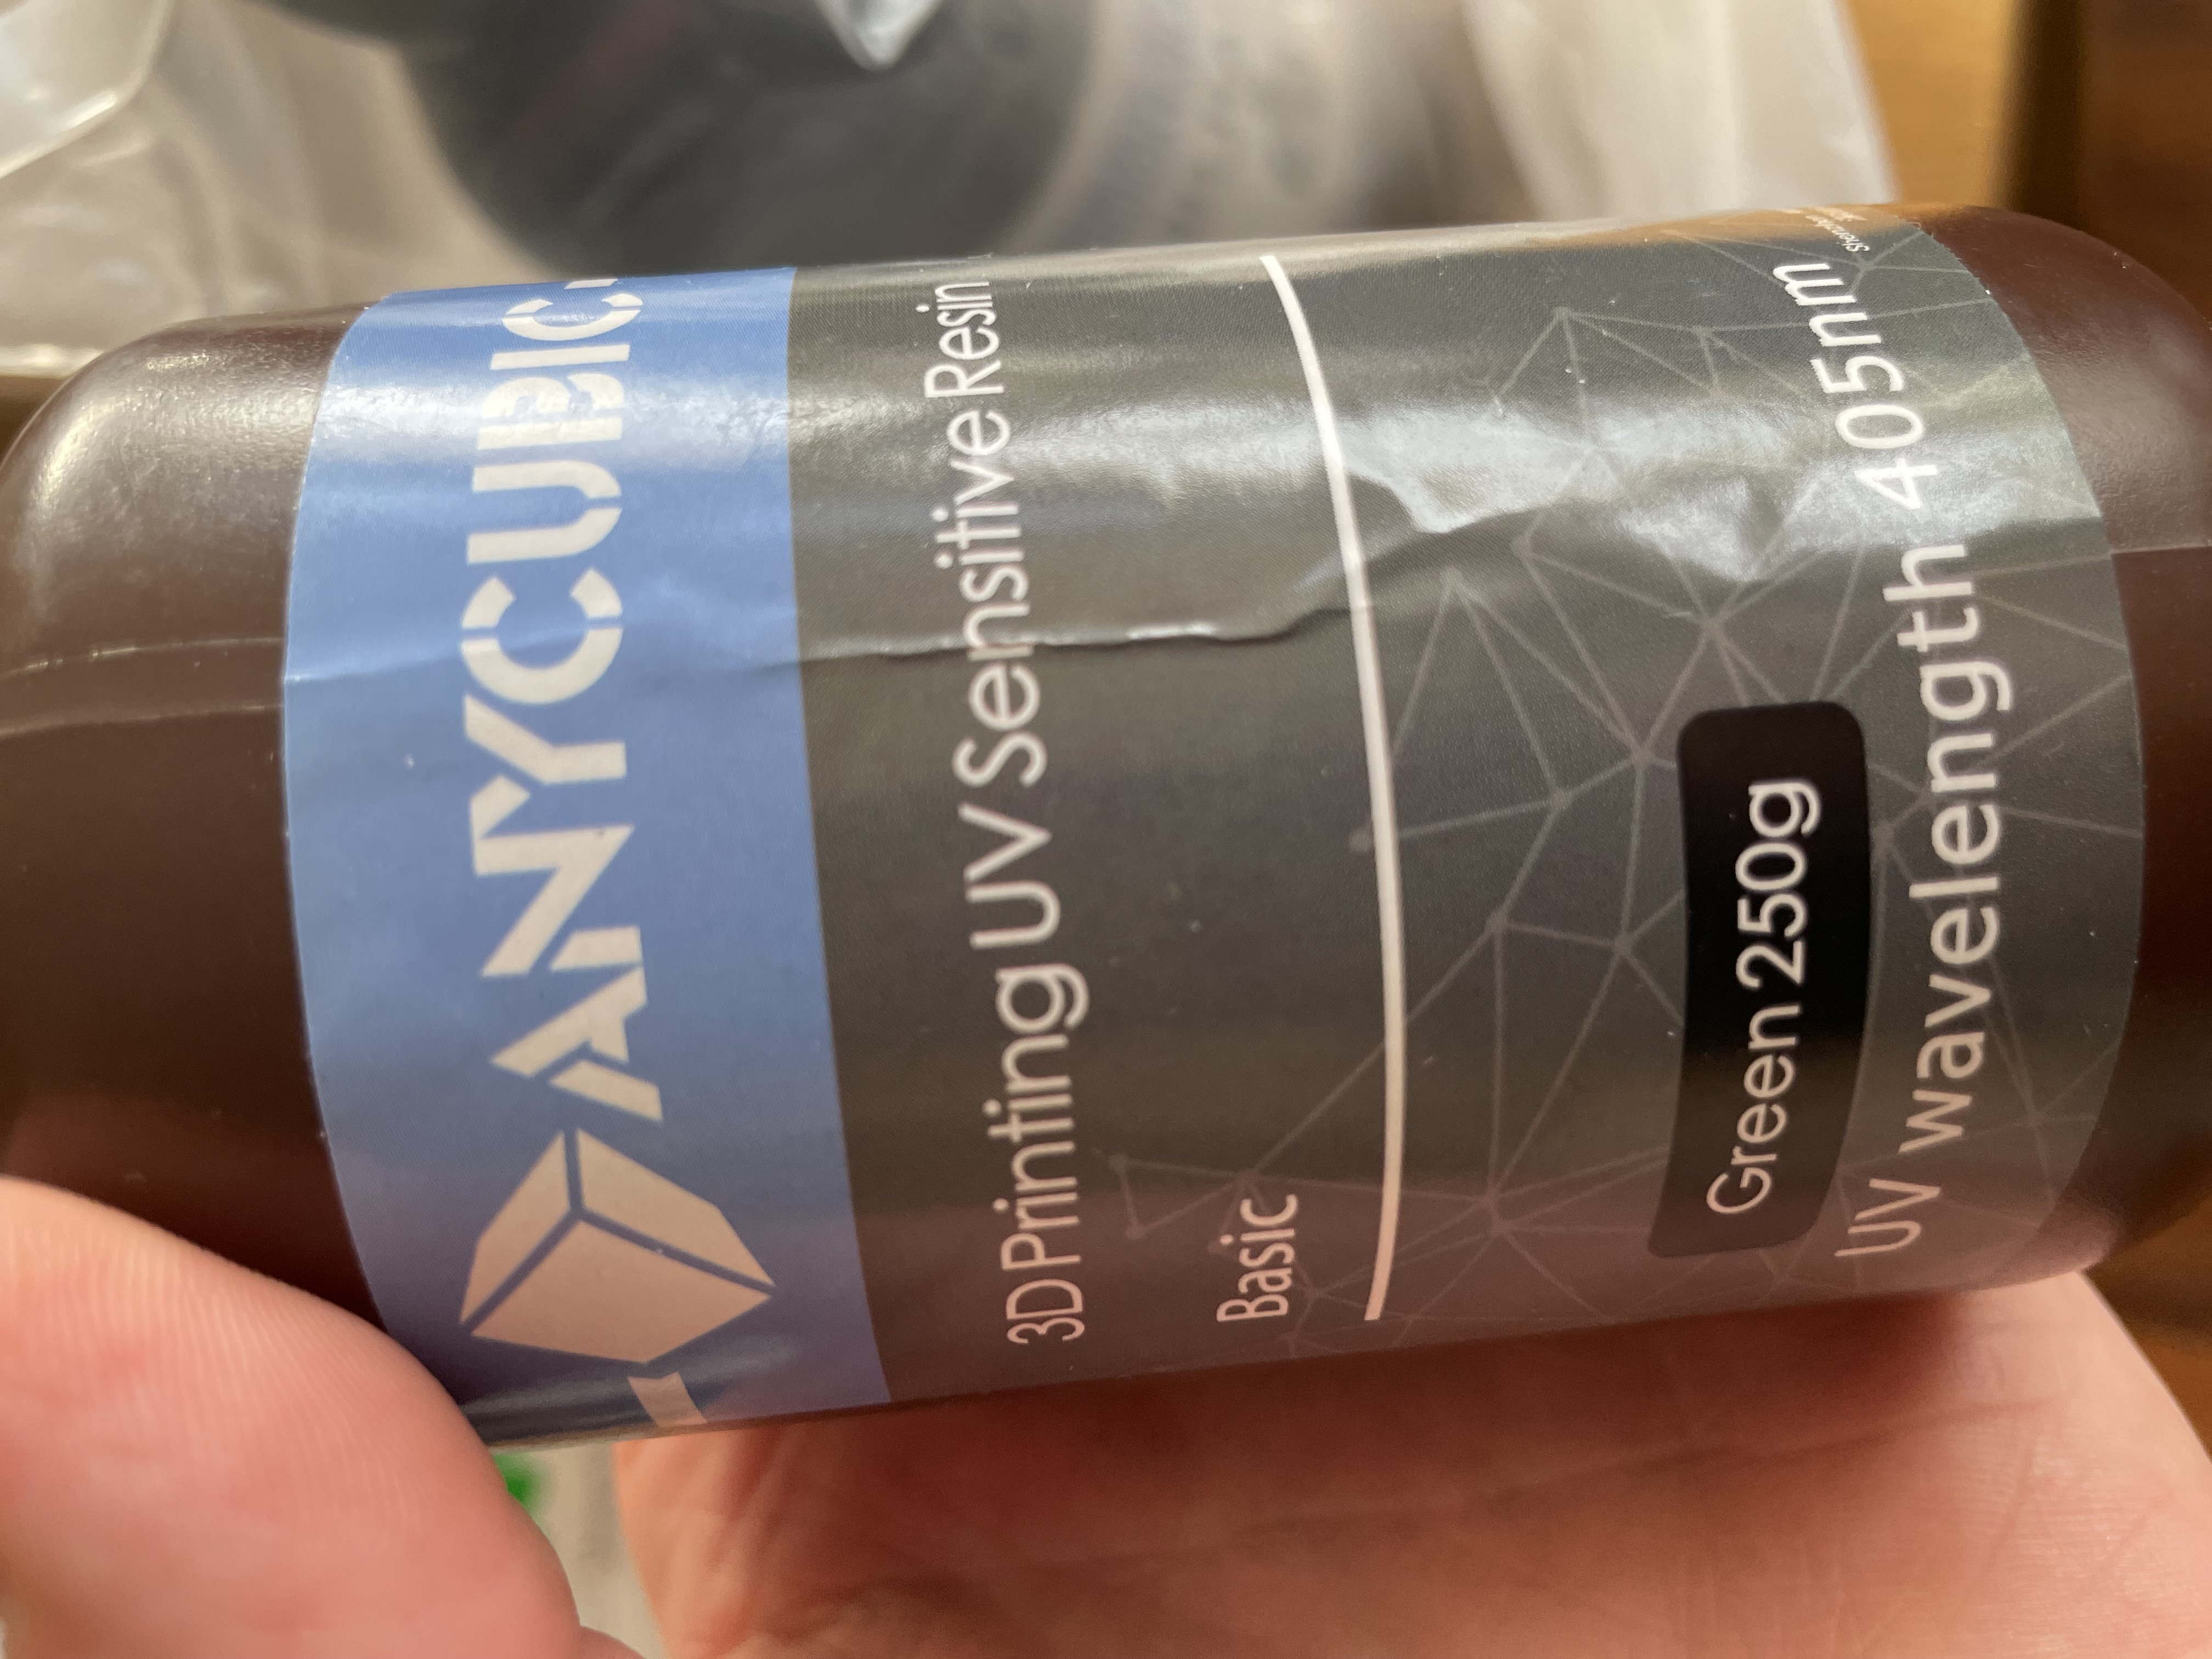 ANYCUBIC
3D Printing UV Sensitive Resin
Basic
Green 250g
UV wavelength 405nm